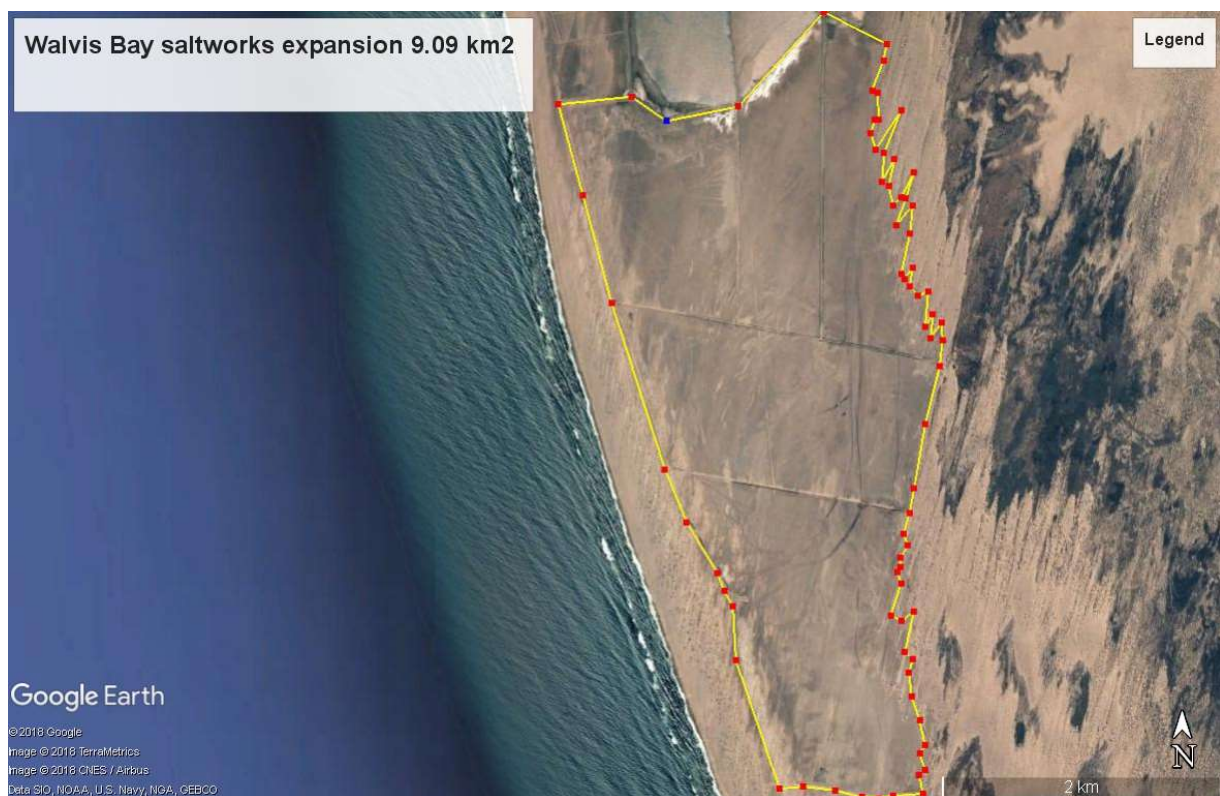 Walvis Bay saltworks expansion 9.09 km2
Legend
Google Earth
©2018 Google
Image © 2018 TerraMetrics
Image © 2018 CNES / Airbus
Data SIO, NOAA, U.S. Navy, NGA, GEBCO
N
2 km